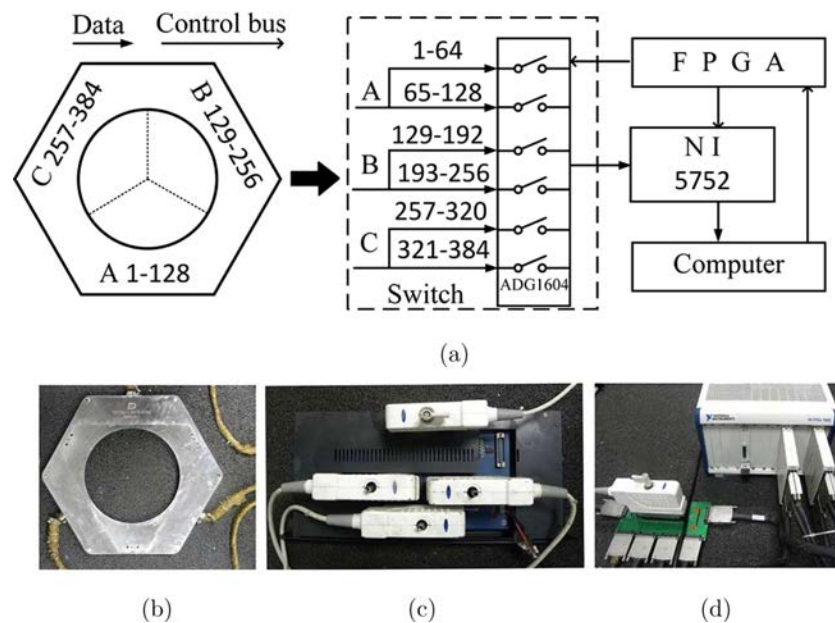 Data
Control bus
C 257-384
B 129-256
A 1-128
A
1-64
65-128
B
129-192
193-256
C
257-320
321-384
Switch
ADG1604
F P G A
N I
5752
Computer
(a)
(b)
(c)
(d)